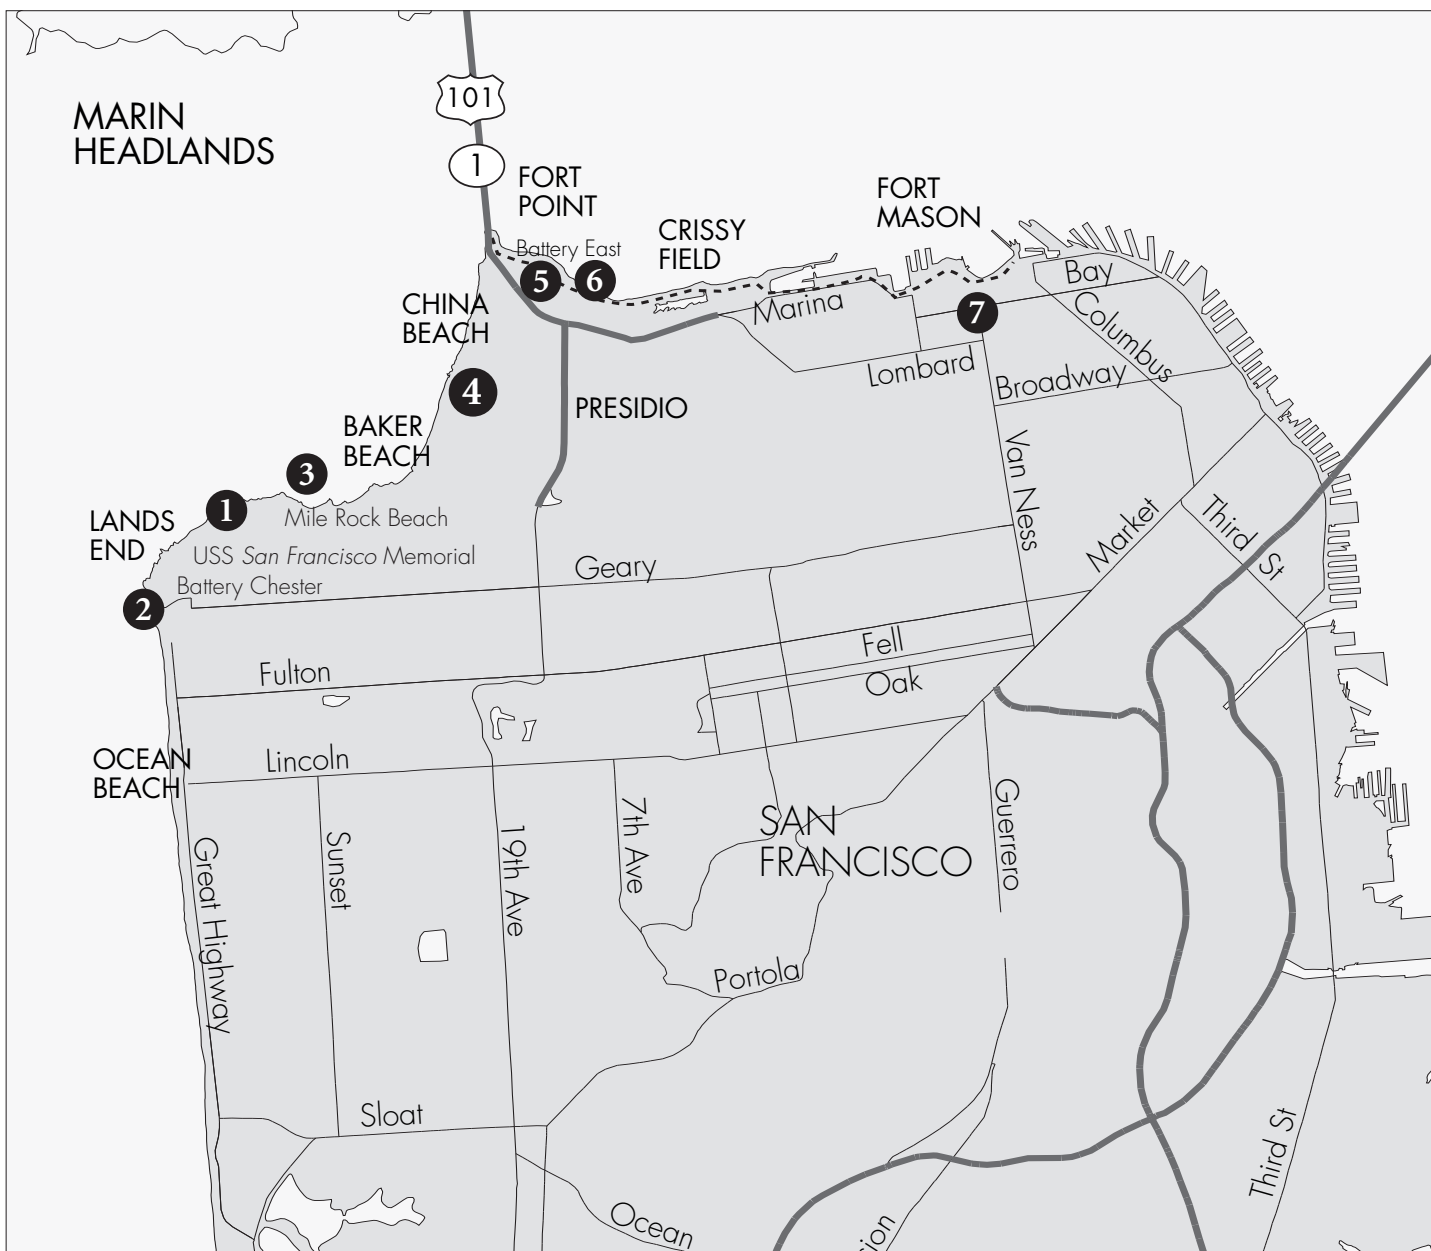 101
MARIN
HEADLANDS
1
FORT
POINT
FORT
MASON
CRISSY
FIELD
Battery East
5
6
Bay
CHINA
BEACH
Marina
7
Columbus
Lombard
Broadway
4
PRESIDIO
BAKER
BEACH
Van Ness
3
1
Mile Rock Beach
LANDS
END
Market
Third St
USS San Francisco Memorial
Geary
Battery Chester
2
Fell
Fulton
Oak
OCEAN
BEACH
Lincoln
Great Highway
Sunset
19th Ave
7th Ave
SAN
FRANCISCO
Guerrero
Portola
Sloat
Third St
Ocean
sion